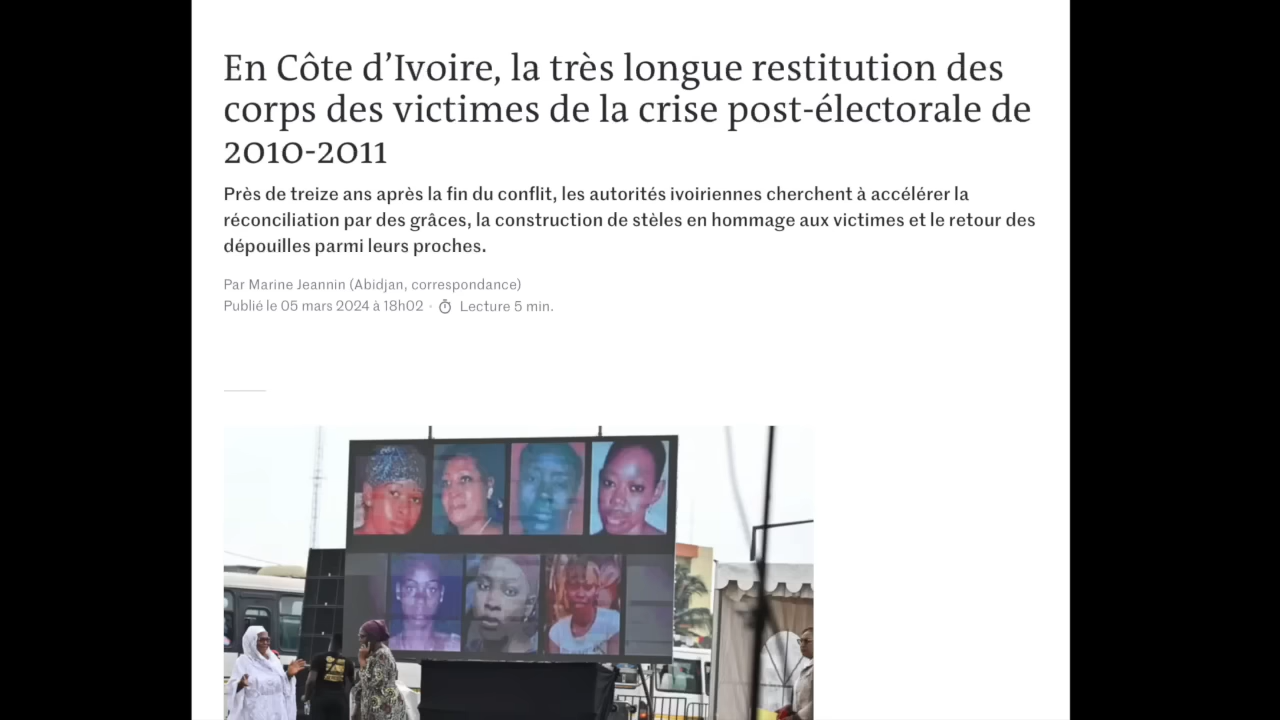 En Côte d’Ivoire, la très longue restitution des
corps des victimes de la crise post-électorale de
2010-2011
Près de treize ans après la fin du conflit, les autorités ivoiriennes cherchent à accélérer la
réconciliation par des grâces, la construction de stèles en hommage aux victimes et le retour des
dépouilles parmi leurs proches.
Par Marine Jeannin (Abidjan, correspondance)
Publié le 05 mars 2024 à 18h02 · Lecture 5 min.